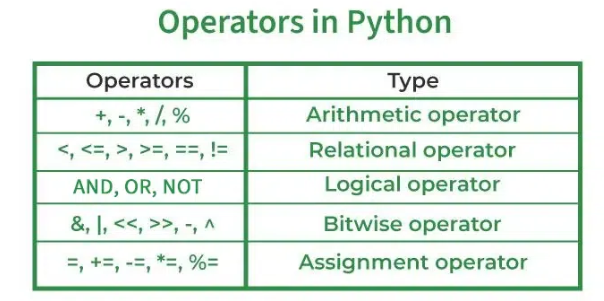 Operators in Python
Operators Type
+, -, *, /, % Arithmetic operator
<, <=, >, >=, ==, != Relational operator
AND, OR, NOT Logical operator
&, |, <<, >>, -, ^ Bitwise operator
=, +=, -=, *=, %= Assignment operator